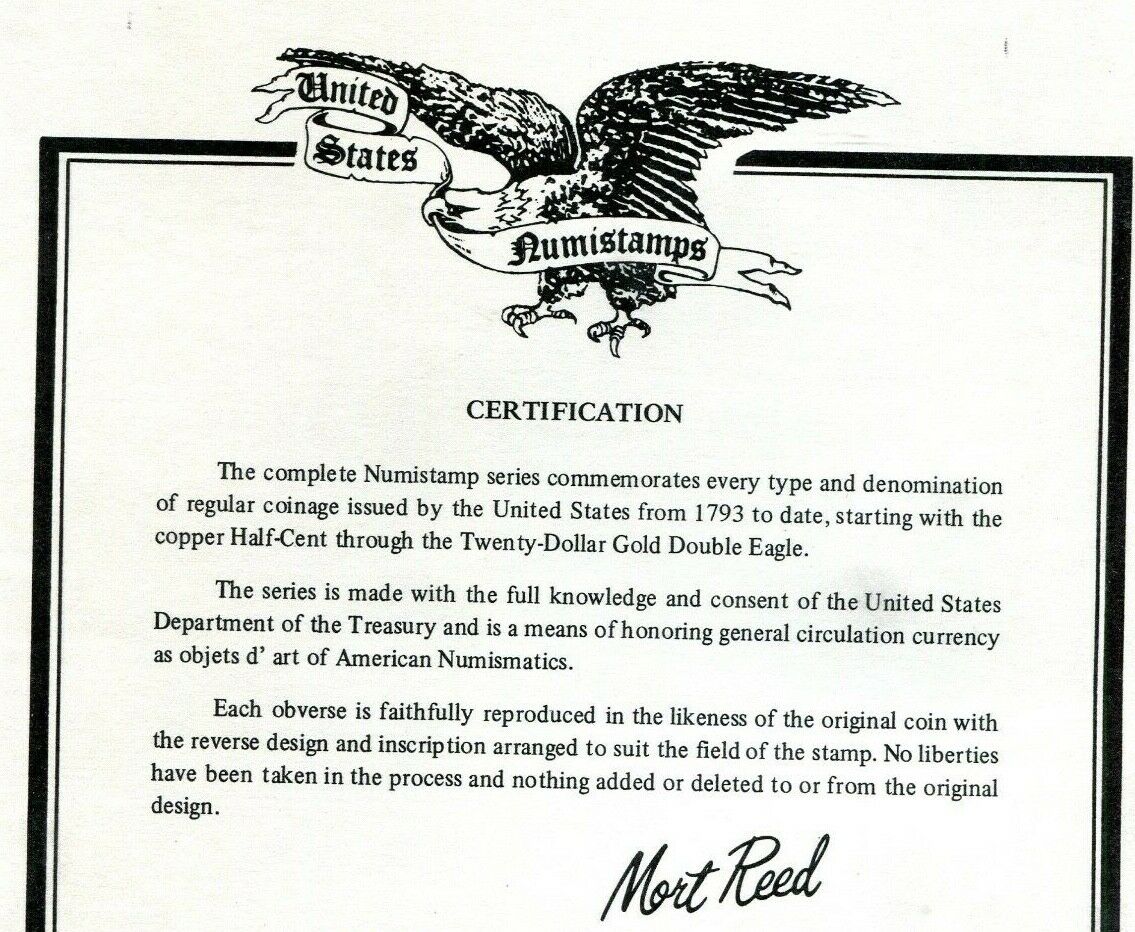 United
States
Numistamps
CERTIFICATION
The complete Numistamp series commemorates every type and denomination
of regular coinage issued by the United States from 1793 to date, starting with the
copper Half-Cent through the Twenty-Dollar Gold Double Eagle.
The series is made with the full knowledge and consent of the United States
Department of the Treasury and is a means of honoring general circulation currency
as objets d' art of American Numismatics.
Each obverse is faithfully reproduced in the likeness of the original coin with
the reverse design and inscription arranged to suit the field of the stamp. No liberties
have been taken in the process and nothing added or deleted to or from the original
design.
Mort Reed